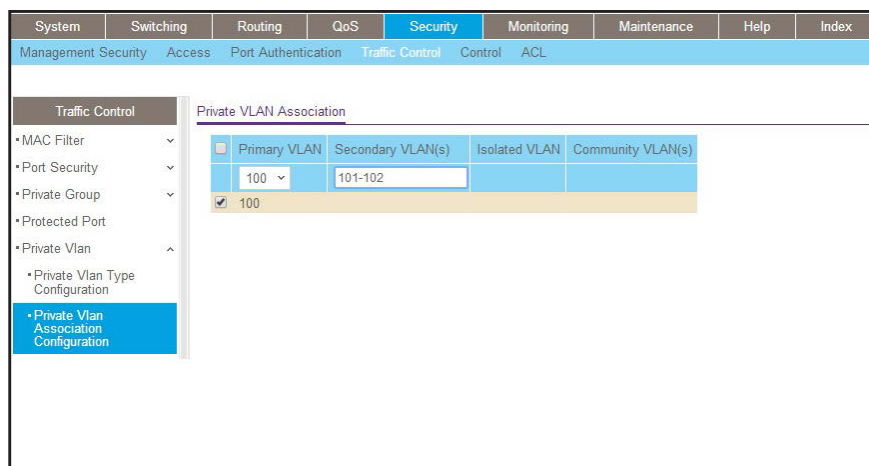 System Switching Routing QoS Security Monitoring Maintenance Help Index
Management Security Access Port Authentication Traffic Control Control ACL
Traffic Control
MAC Filter
Port Security
Private Group
Protected Port
Private Vlan
Private Vlan Type
Configuration
Private Vlan
Association
Configuration
Private VLAN Association
Primary VLAN Secondary VLAN(s) Isolated VLAN Community VLAN(s)
100 101-102
100